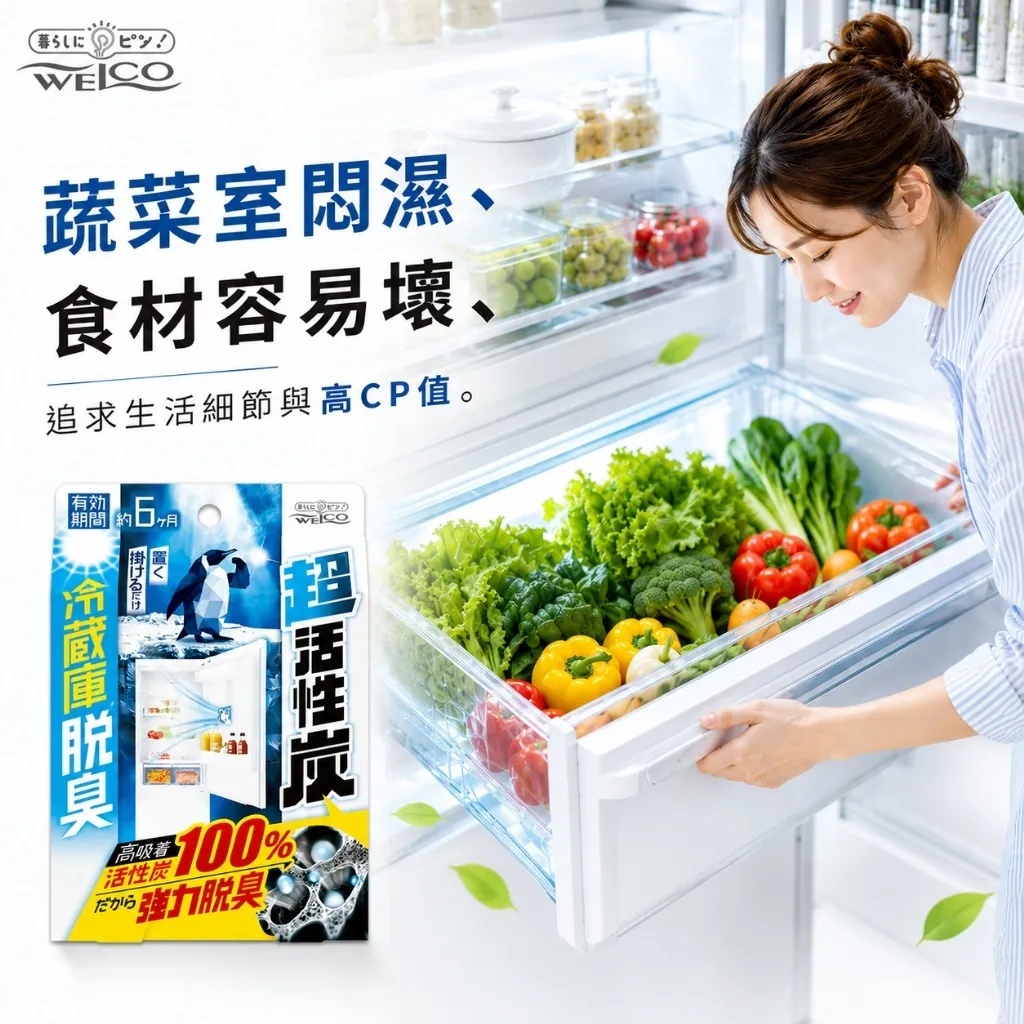 暮らしにピン!
WELCO
蔬菜室悶濕、
食材容易壞、
追求生活細節與高CP值。
有効期間
約6ヶ月
暮らしにピン!
WELCO
置く
掛けるだけ
冷蔵庫脱臭
超活性炭
高吸着
活性炭100%
だから強力脱臭